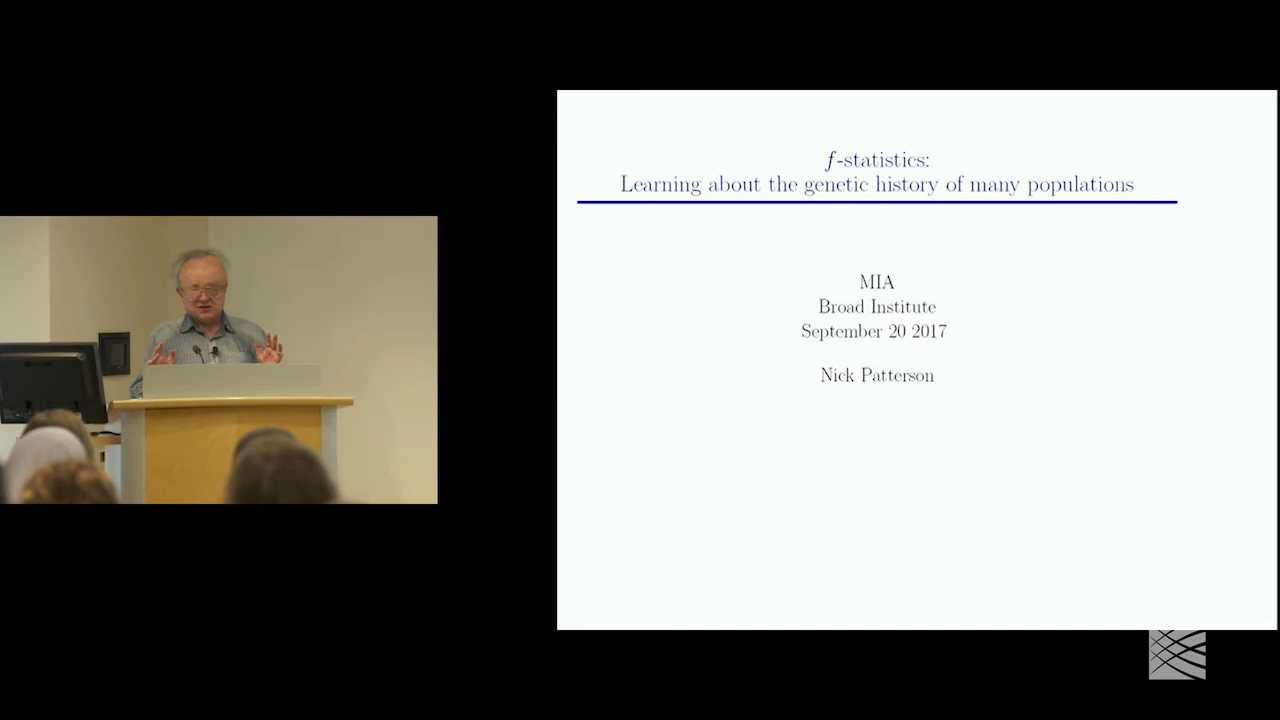 f-statistics:
Learning about the genetic history of many populations
MIA
Broad Institute
September 20 2017
Nick Patterson